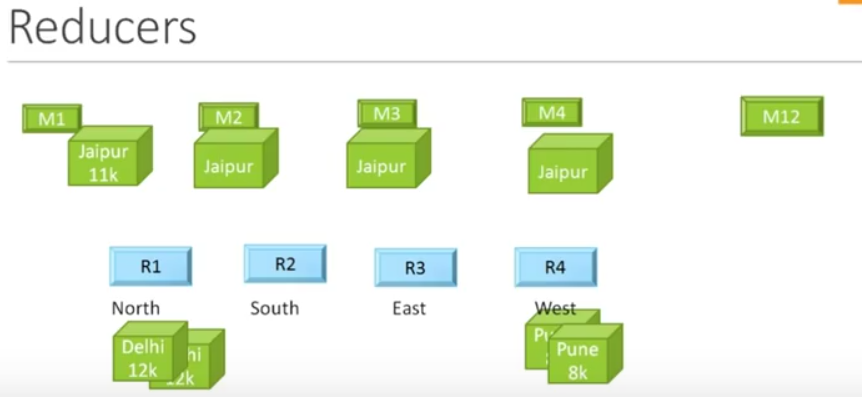 Reducers
M1
M2
M3
M4
M12
Jaipur
11k
Jaipur
Jaipur
Jaipur
R1
R2
R3
R4
North
South
East
West
Delhi
12k
Pune
8k